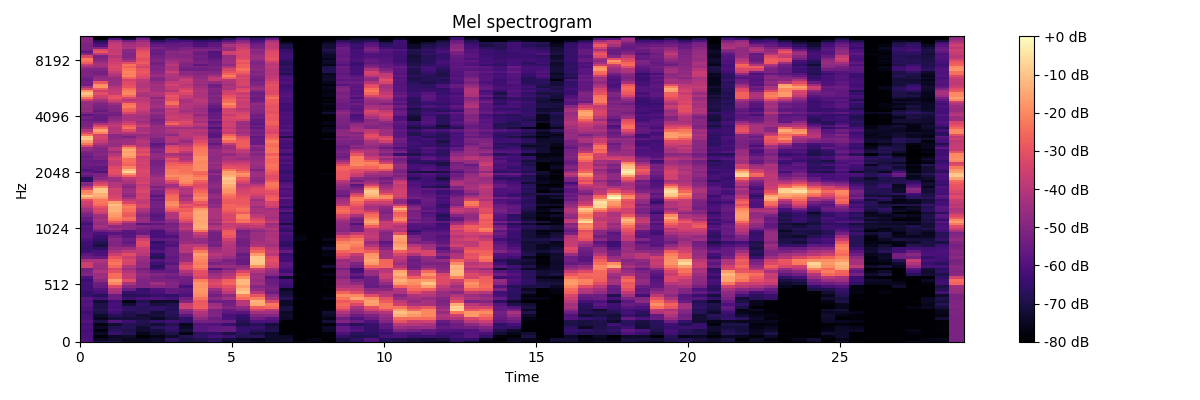 Mel spectrogram
Hz
8192
4096
2048
1024
512
0
0 5 10 15 20 25
Time
+0 dB
-10 dB
-20 dB
-30 dB
-40 dB
-50 dB
-60 dB
-70 dB
-80 dB